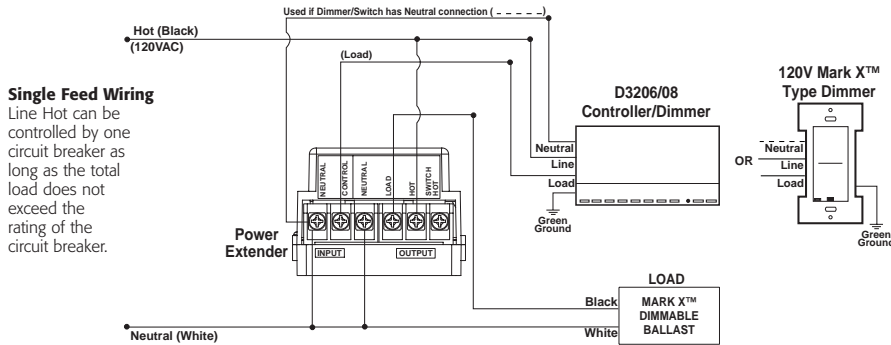 Used if Dimmer/Switch has Neutral connection ( - - - - - )
Hot (Black)
(120VAC)
(Load)
Single Feed Wiring
Line Hot can be
controlled by one
circuit breaker as
long as the total
load does not
exceed the
rating of the
circuit breaker.
D3206/08
Controller/Dimmer
Neutral
Line
Load
Green
Ground
OR
120V Mark X™
Type Dimmer
Neutral
Line
Load
Green
Ground
NEUTRAL
CONTROL
NEUTRAL
LOAD
HOT
SWITCH
HOT
Power
Extender
INPUT
OUTPUT
LOAD
Black
White
MARK X™
DIMMABLE
BALLAST
Neutral (White)